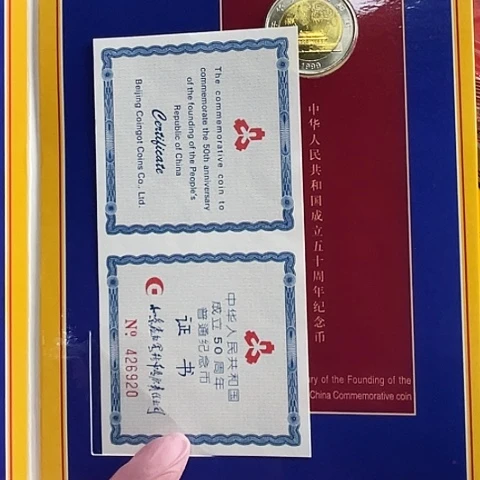 The commemorative coin to
commemorate the 50th anniversary
of the founding of the People's
Republic of China
Certificate
Beijing Coingot Coins Co., Ltd.
中华人民共和国
成立 50 周年
普通纪念币
证书
№ 426920
1999
中华人民共和国成立五十周年纪念币
ry of the Founding of the
China Commemorative coin